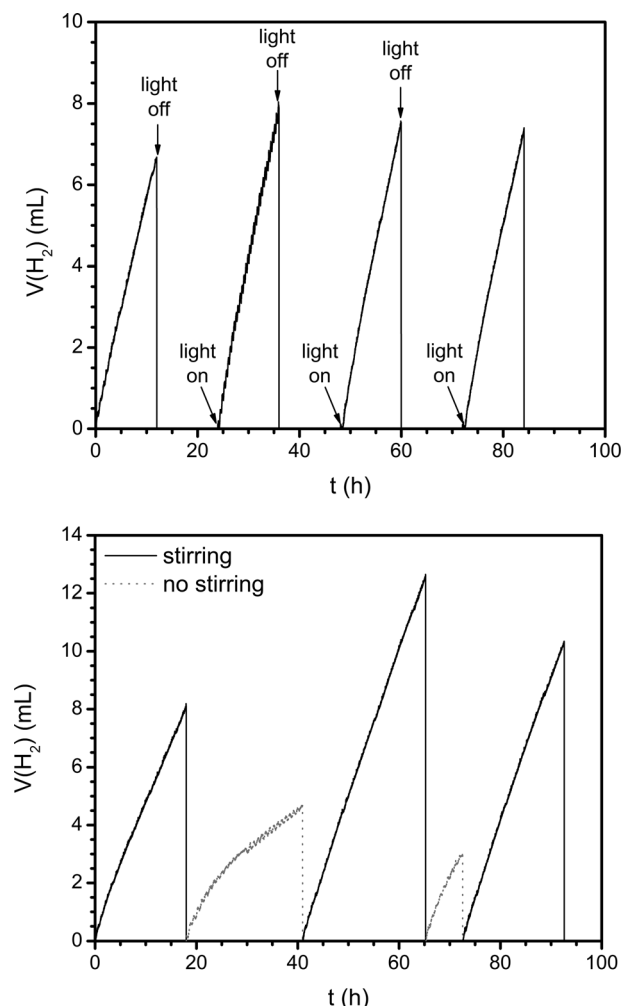 10
light
off
light
off
light
off
8
6
V(H₂) (mL)
4
light
on
light
on
light
on
2
0
0 20 40 60 80 100
t (h)
14
stirring
no stirring
12
10
8
V(H₂) (mL)
6
4
2
0
0 20 40 60 80 100
t (h)